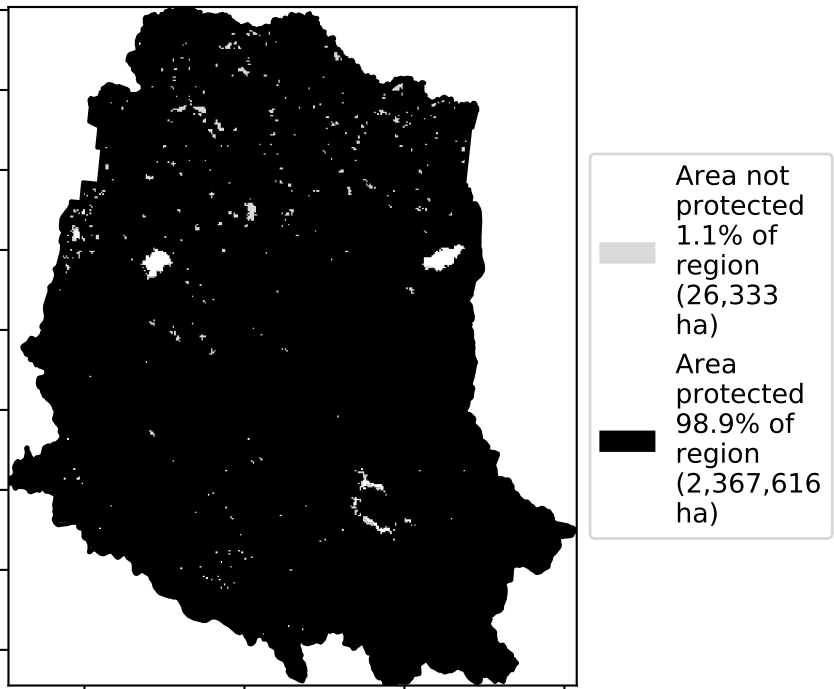 Area not
protected
1.1% of
region
(26,333
ha)
Area
protected
98.9% of
region
(2,367,616
ha)